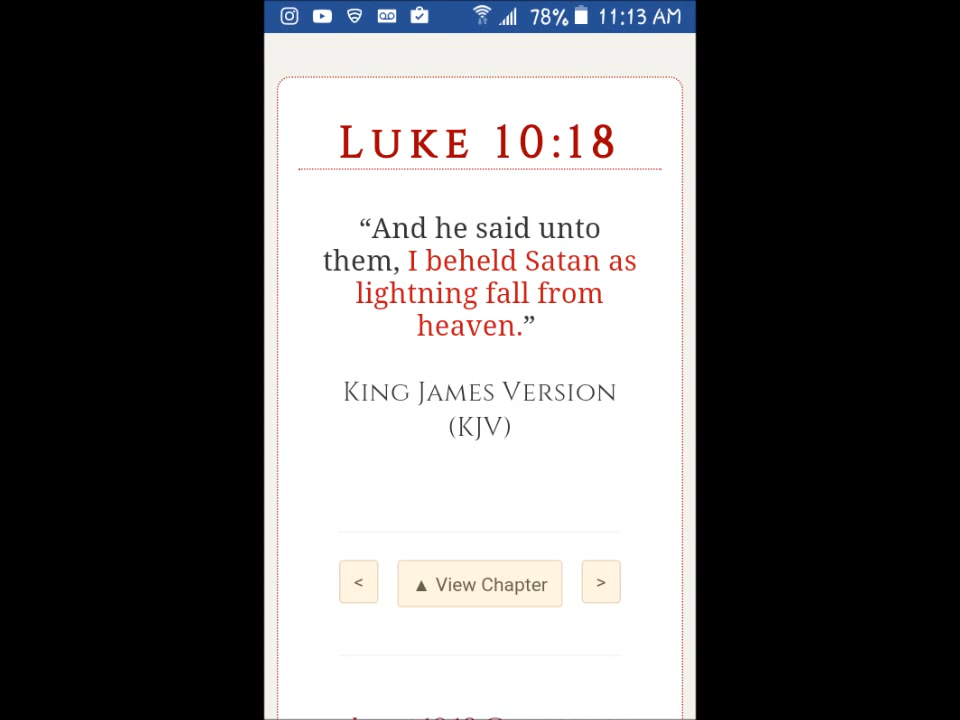 78% 11:13 AM
LUKE 10:18
“And he said unto
them, I beheld Satan as
lightning fall from
heaven.”
KING JAMES VERSION
(KJV)
< ▲ View Chapter >